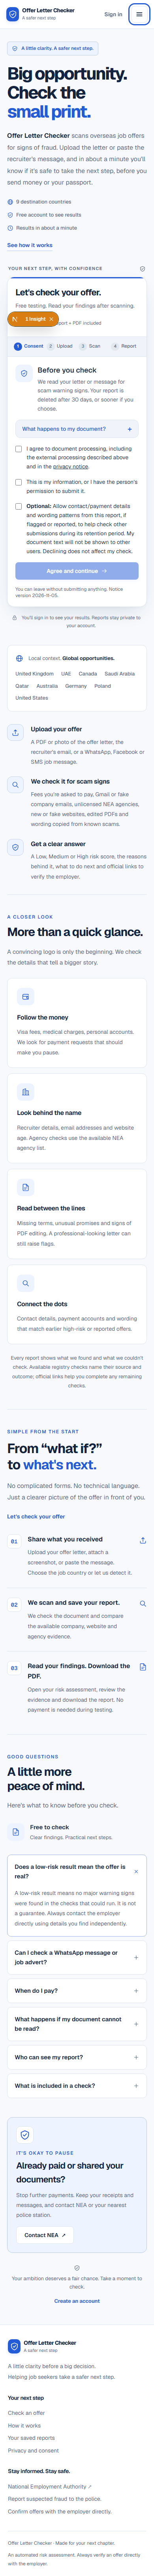 Offer Letter Checker
A safer next step
Sign in
A little clarity. A safer next step.
Big opportunity.
Check the
small print.
Offer Letter Checker scans overseas job offers
for signs of fraud. Upload the letter or paste the
recruiter's message, and in about a minute you'll
know if it's safe to take the next step, before you
send money or your passport.
9 destination countries
Free account to see results
Results in about a minute
See how it works
YOUR NEXT STEP, WITH CONFIDENCE
Let's check your offer.
Free testing. Read your findings after scanning.
1 Insight
port + PDF included
1 Consent
2 Upload
3 Scan
4 Report
Before you check
We read your letter or message for
scam warning signs. Your report is
deleted after 30 days, or sooner if you
choose.
What happens to my document?
I agree to document processing, including
the external processing described above
and in the privacy notice.
This is my information, or I have the person's
permission to submit it.
Optional: Allow contact/payment details
and wording patterns from this report, if
flagged or reported, to help check other
submissions during its retention period. My
document text will not be shown to other
users. Declining does not affect my check.
Agree and continue →
You can leave without submitting anything. Notice
version 2026-11-05.
You'll sign in to see your results. Reports stay private to
your account.
Local context. Global opportunities.
United Kingdom UAE Canada Saudi Arabia
Qatar Australia Germany Poland
United States
Upload your offer
A PDF or photo of the offer letter, the
recruiter's email, or a WhatsApp, Facebook or
SMS job message.
We check it for scam signs
Fees you're asked to pay, Gmail or fake
company emails, unlicensed NEA agencies,
new or fake websites, edited PDFs and
wording copied from known scams.
Get a clear answer
A Low, Medium or High risk score, the reasons
behind it, what to do next and official links to
verify the employer.
A CLOSER LOOK
More than a quick glance.
A convincing logo is only the beginning. We check
the details that tell a bigger story.
Follow the money
Visa fees, medical charges, personal accounts.
We look for payment requests that should
make you pause.
Look behind the name
Recruiter details, email addresses and website
age. Agency checks use the available NEA
agency list.
Read between the lines
Missing terms, unusual promises and signs of
PDF editing. A professional-looking letter can
still raise flags.
Connect the dots
Contact details, payment accounts and wording
that match earlier high-risk or reported offers.
Every report shows what we found and what we couldn't
check. Available registry checks name their source and
outcome; official links help you complete any remaining
checks.
SIMPLE FROM THE START
From “what if?”
to what's next.
No complicated forms. No technical language.
Just a clearer picture of the offer in front of you.
Let's check your offer
01
Share what you received
Upload your offer letter, attach a
screenshot, or paste the message.
Choose the job country or let us detect it.
02
We scan and save your report.
We check the document and compare
the available company, website and
agency evidence.
03
Read your findings. Download the
PDF.
Open your risk assessment, review the
evidence and download the report. No
payment is needed during testing.
GOOD QUESTIONS
A little more
peace of mind.
Here's what to know before you check.
Free to check
Clear findings. Practical next steps.
Does a low-risk result mean the offer is
real?
A low-risk result means no major warning signs
were found in the checks that could run. It is not
a guarantee. Always contact the employer
directly using details you find independently.
Can I check a WhatsApp message or
job advert?
When do I pay?
What happens if my document cannot
be read?
Who can see my report?
What is included in a check?
IT'S OKAY TO PAUSE
Already paid or shared your
documents?
Stop further payments. Keep your receipts and
messages, and contact NEA or your nearest
police station.
Contact NEA ↗
Your ambition deserves a fair chance. Take a moment to
check.
Create an account
Offer Letter Checker
A safer next step
A little clarity before a big decision.
Helping job seekers take a safer next step.
Your next step
Check an offer
How it works
Your saved reports
Privacy and consent
Stay informed. Stay safe.
National Employment Authority ↗
Report suspected fraud to the police.
Confirm offers with the employer directly.
Offer Letter Checker · Made for your next chapter.
An automated risk assessment. Always verify an offer directly
with the employer.